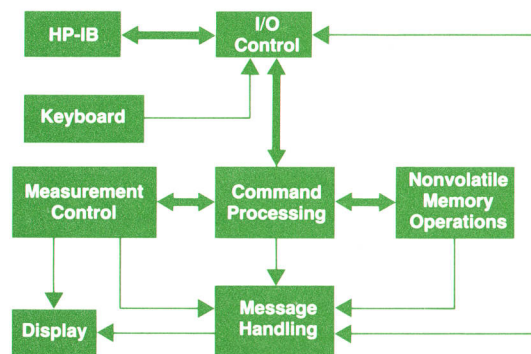 HP-IB
I/O
Control
Keyboard
Measurement
Control
Command
Processing
Nonvolatile
Memory
Operations
Display
Message
Handling